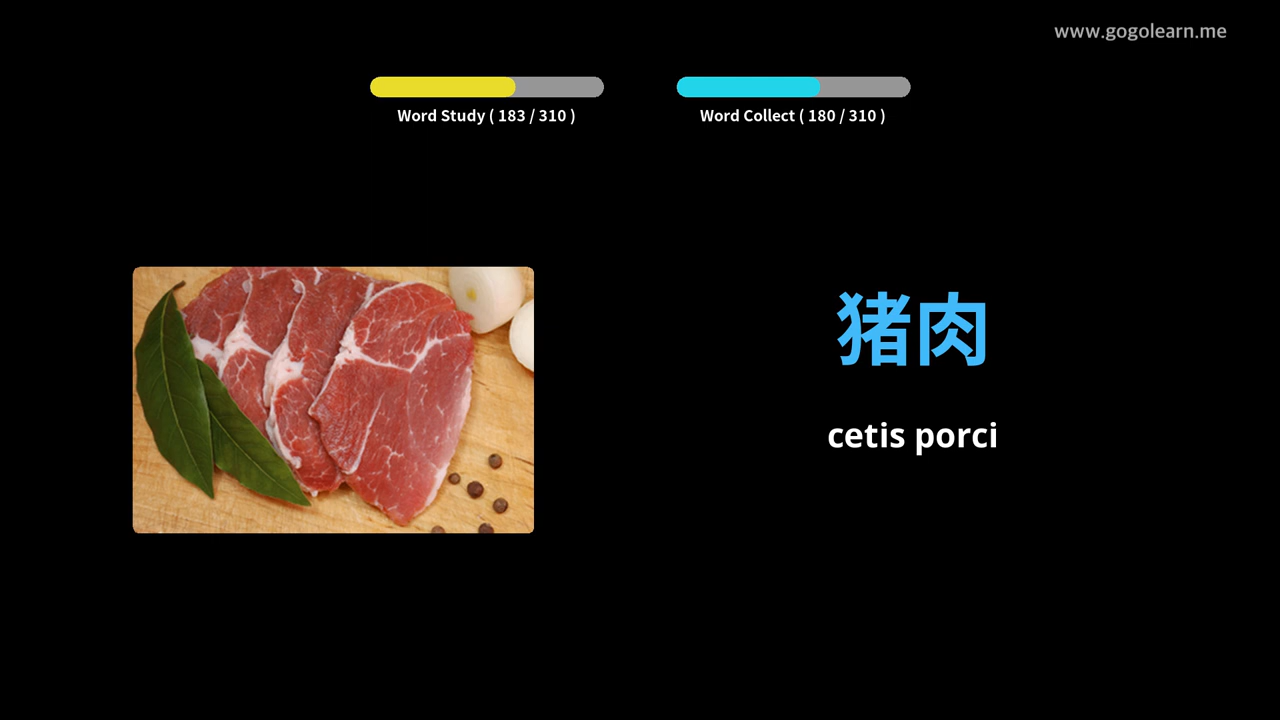 www.gogolearn.me
Word Study ( 183 / 310 )
Word Collect ( 180 / 310 )
猪肉
cetis porci